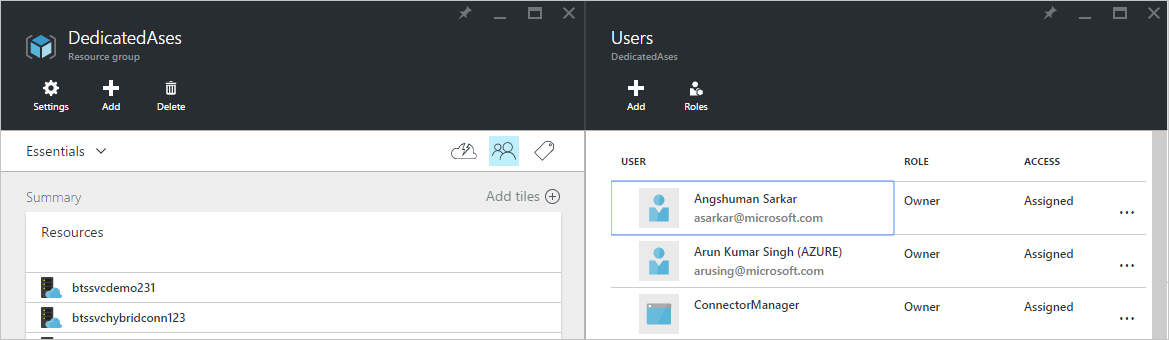 DedicatedAses
Resource group
Settings
Add
Delete
Essentials
Summary
Add tiles
Resources
btssvcdemo231
btssvchybridconn123
Users
DedicatedAses
Add
Roles
USER ROLE ACCESS
Angshuman Sarkar Owner Assigned ...
asarkar@microsoft.com
Arun Kumar Singh (AZURE) Owner Assigned ...
arusing@microsoft.com
ConnectorManager Owner Assigned ...